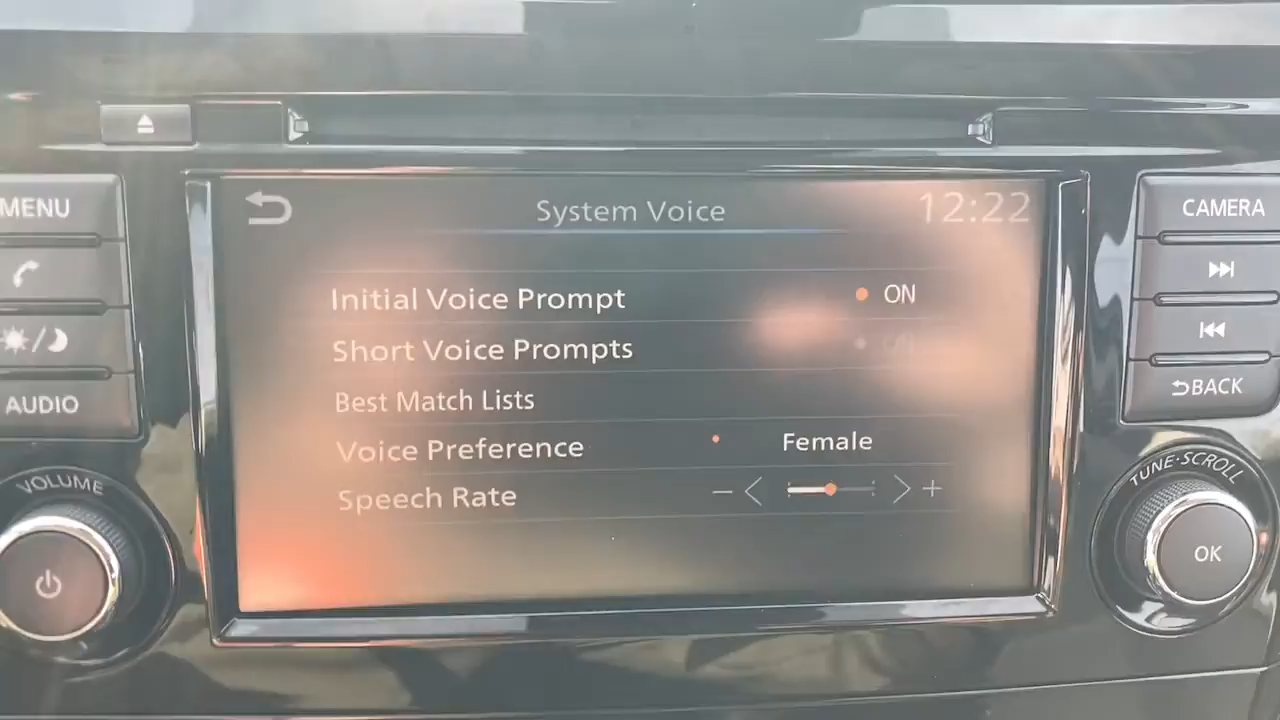 MENU
AUDIO
VOLUME
System Voice
12:22
Initial Voice Prompt
ON
Short Voice Prompts
Best Match Lists
Voice Preference
Female
Speech Rate
− < > +
CAMERA
BACK
TUNE·SCROLL
OK